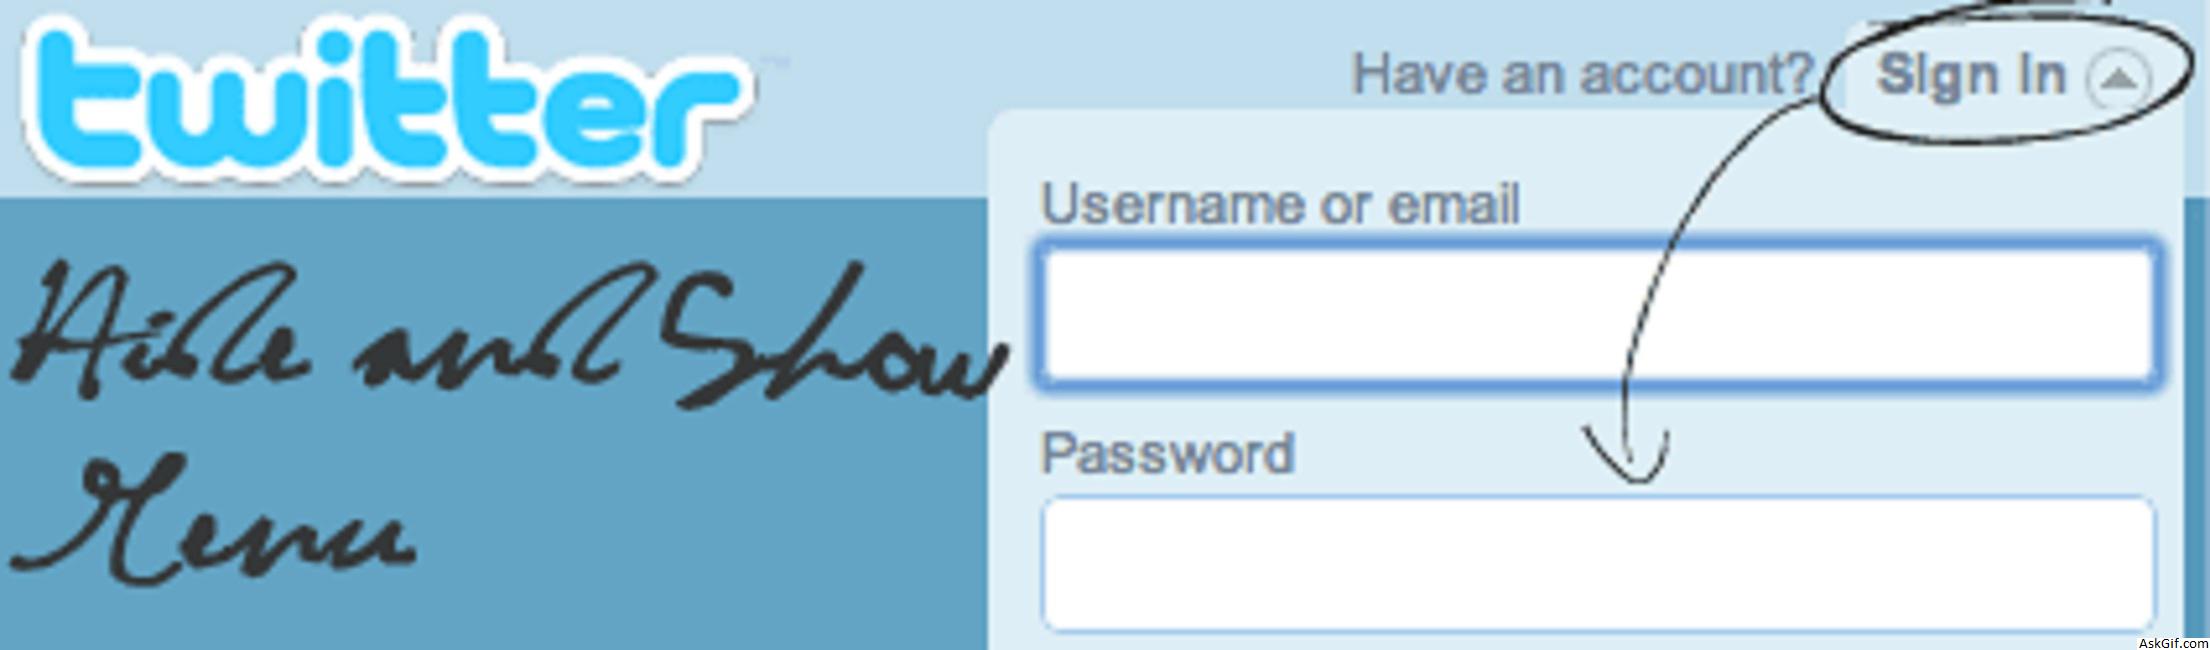 twitter
Have an account? Sign in
Username or email
Hide and Show
Menu
Password
AskGif.com